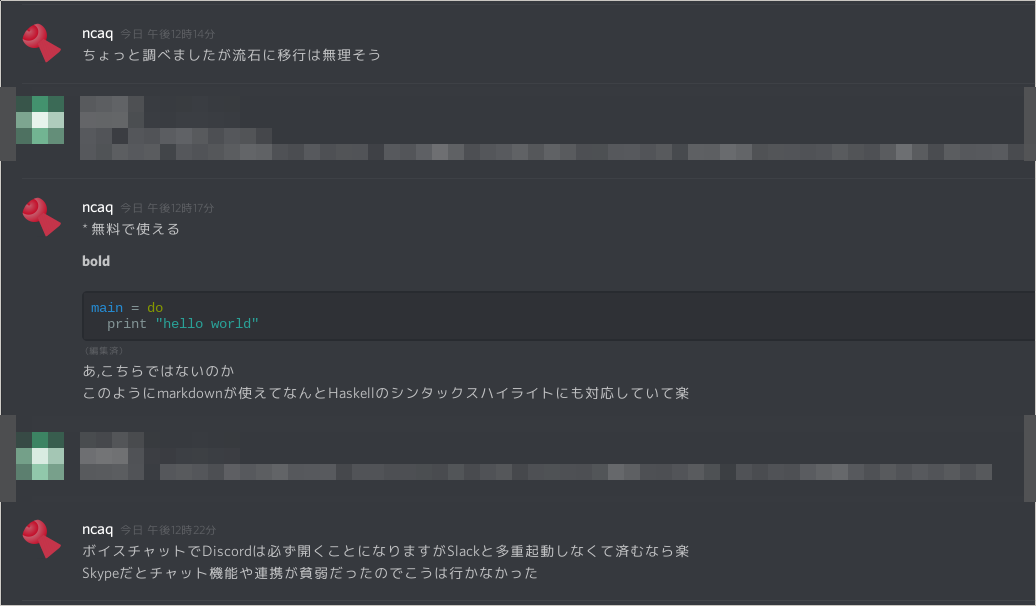 ncaq 今日 午後12時14分
ちょっと調べましたが流石に移行は無理そう
ncaq 今日 午後12時17分
* 無料で使える
bold
main = do
  print "hello world"
(編集済)
あ,こちらではないのか
このようにmarkdownが使えてなんとHaskellのシンタックスハイライトにも対応していて楽
ncaq 今日 午後12時22分
ボイスチャットでDiscordは必ず開くことになりますがSlackと多重起動しなくて済むなら楽
Skypeだとチャット機能や連携が貧弱だったのでこうは行かなかった